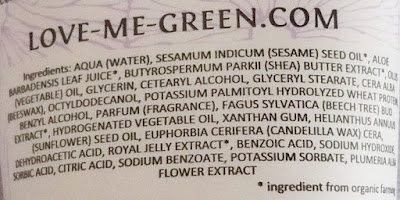 LOVE-ME-GREEN.COM
Ingredients: AQUA (WATER), SESAMUM INDICUM (SESAME) SEED OIL*, ALOE
BARBADENSIS LEAF JUICE*, BUTYROSPERMUM PARKII (SHEA) BUTTER EXTRACT*, OLUS
(VEGETABLE) OIL, GLYCERIN, CETEARYL ALCOHOL, GLYCERYL STEARATE, CERA ALBA
(BEESWAX), OCTYLDODECANOL, POTASSIUM PALMITOYL HYDROLYZED WHEAT PROTEIN
BENZYL ALCOHOL, PARFUM (FRAGRANCE), FAGUS SYLVATICA (BEECH TREE) BUD
EXTRACT*, HYDROGENATED VEGETABLE OIL, XANTHAN GUM, HELIANTHUS ANNUUS
(SUNFLOWER) SEED OIL, EUPHORBIA CERIFERA (CANDELILLA WAX) CERA,
DEHYDROACETIC ACID, ROYAL JELLY EXTRACT*, BENZOIC ACID, SODIUM HYDROXIDE,
SORBIC ACID, CITRIC ACID, SODIUM BENZOATE, POTASSIUM SORBATE, PLUMERIA ALBA
FLOWER EXTRACT
* ingredient from organic farming